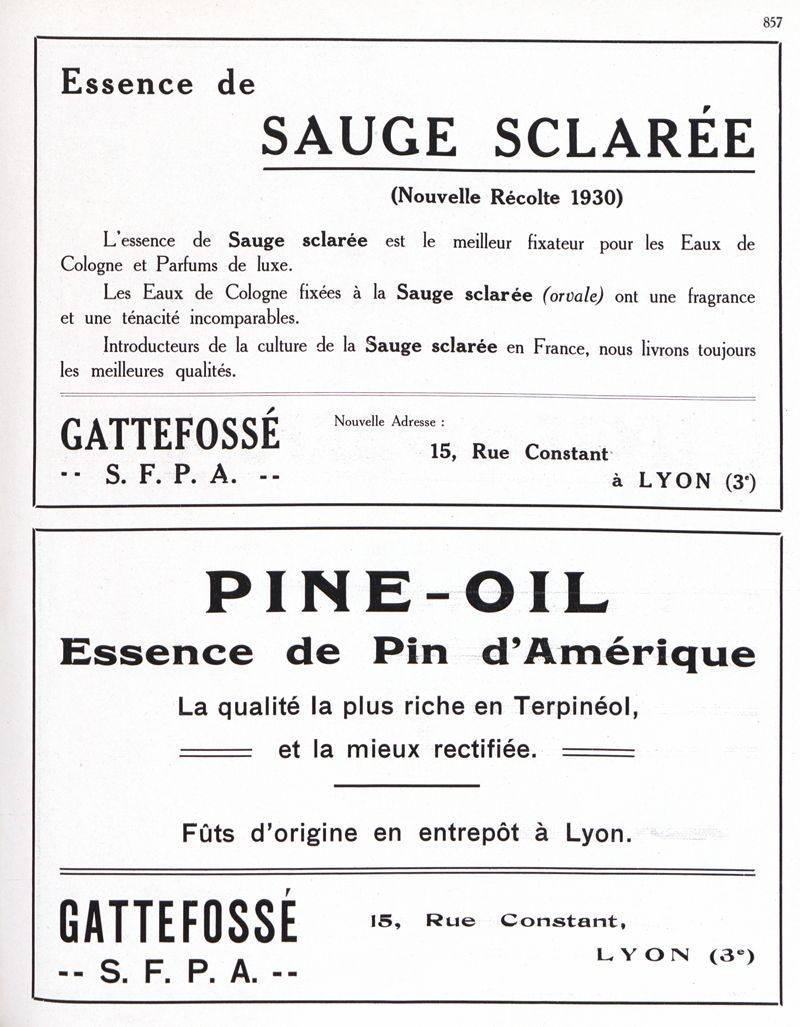 857
Essence de
SAUGE SCLARÉE
(Nouvelle Récolte 1930)
L'essence de Sauge sclarée est le meilleur fixateur pour les Eaux de
Cologne et Parfums de luxe.
Les Eaux de Cologne fixées à la Sauge sclarée (orvale) ont une fragrance
et une ténacité incomparables.
Introducteurs de la culture de la Sauge sclarée en France, nous livrons toujours
les meilleures qualités.
GATTEFOSSÉ
-- S. F. P. A. --
Nouvelle Adresse :
15, Rue Constant
à LYON (3e)
PINE-OIL
Essence de Pin d'Amérique
La qualité la plus riche en Terpinéol,
et la mieux rectifiée.
Fûts d'origine en entrepôt à Lyon.
GATTEFOSSÉ
-- S. F. P. A. --
15, Rue Constant,
LYON (3e)